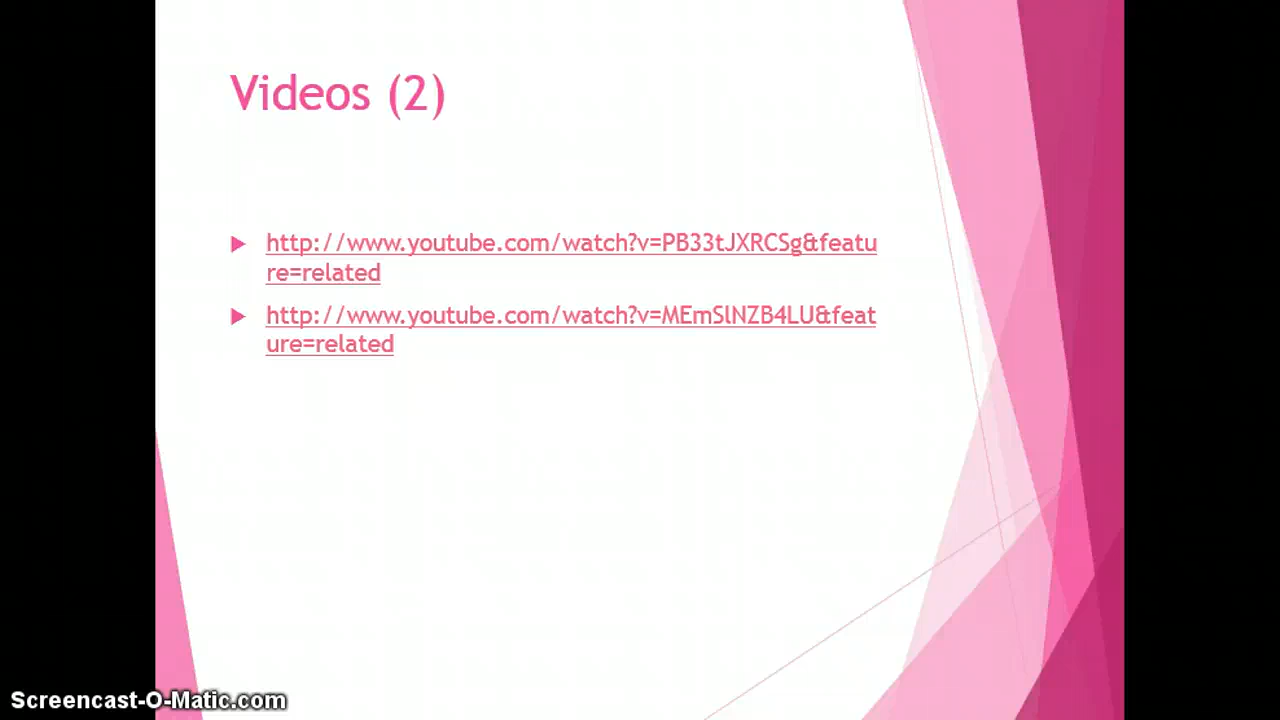 Videos (2)
http://www.youtube.com/watch?v=PB33tJXRCSg&featu
re=related
http://www.youtube.com/watch?v=MEmSlNZB4LU&feat
ure=related
Screencast-O-Matic.com